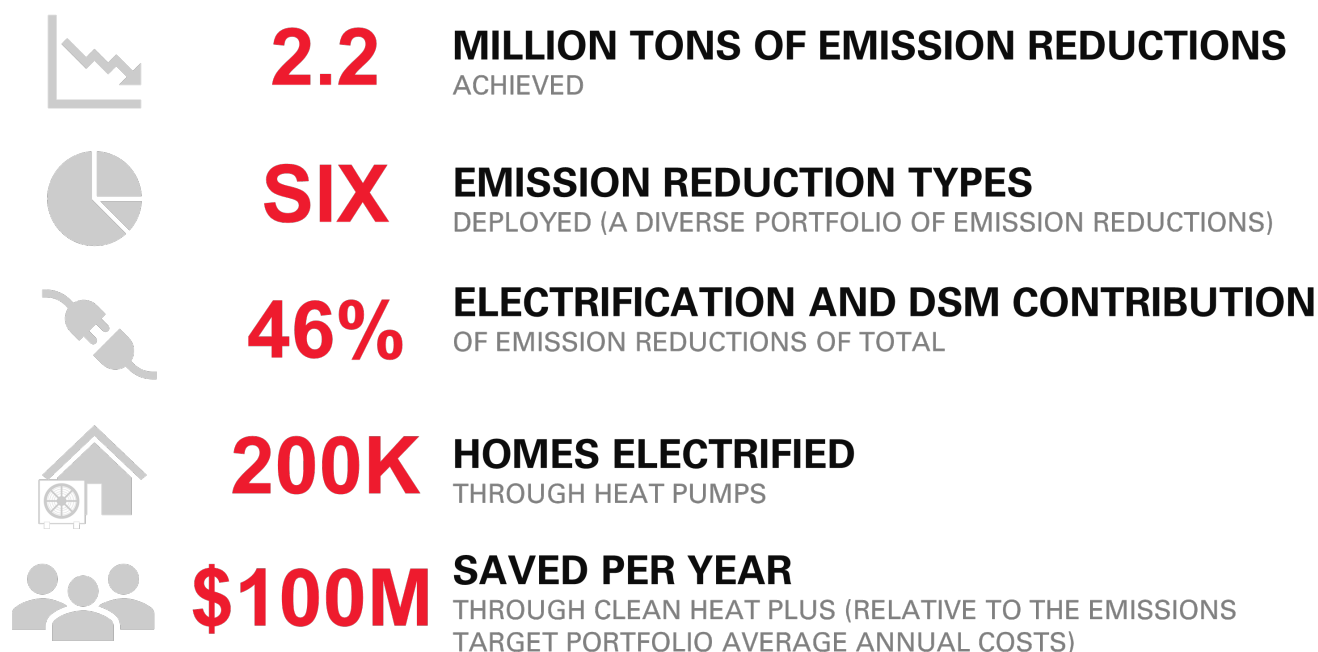 2.2
MILLION TONS OF EMISSION REDUCTIONS
ACHIEVED
SIX
EMISSION REDUCTION TYPES
DEPLOYED (A DIVERSE PORTFOLIO OF EMISSION REDUCTIONS)
46%
ELECTRIFICATION AND DSM CONTRIBUTION
OF EMISSION REDUCTIONS OF TOTAL
200K
HOMES ELECTRIFIED
THROUGH HEAT PUMPS
$100M
SAVED PER YEAR
THROUGH CLEAN HEAT PLUS (RELATIVE TO THE EMISSIONS
TARGET PORTFOLIO AVERAGE ANNUAL COSTS)